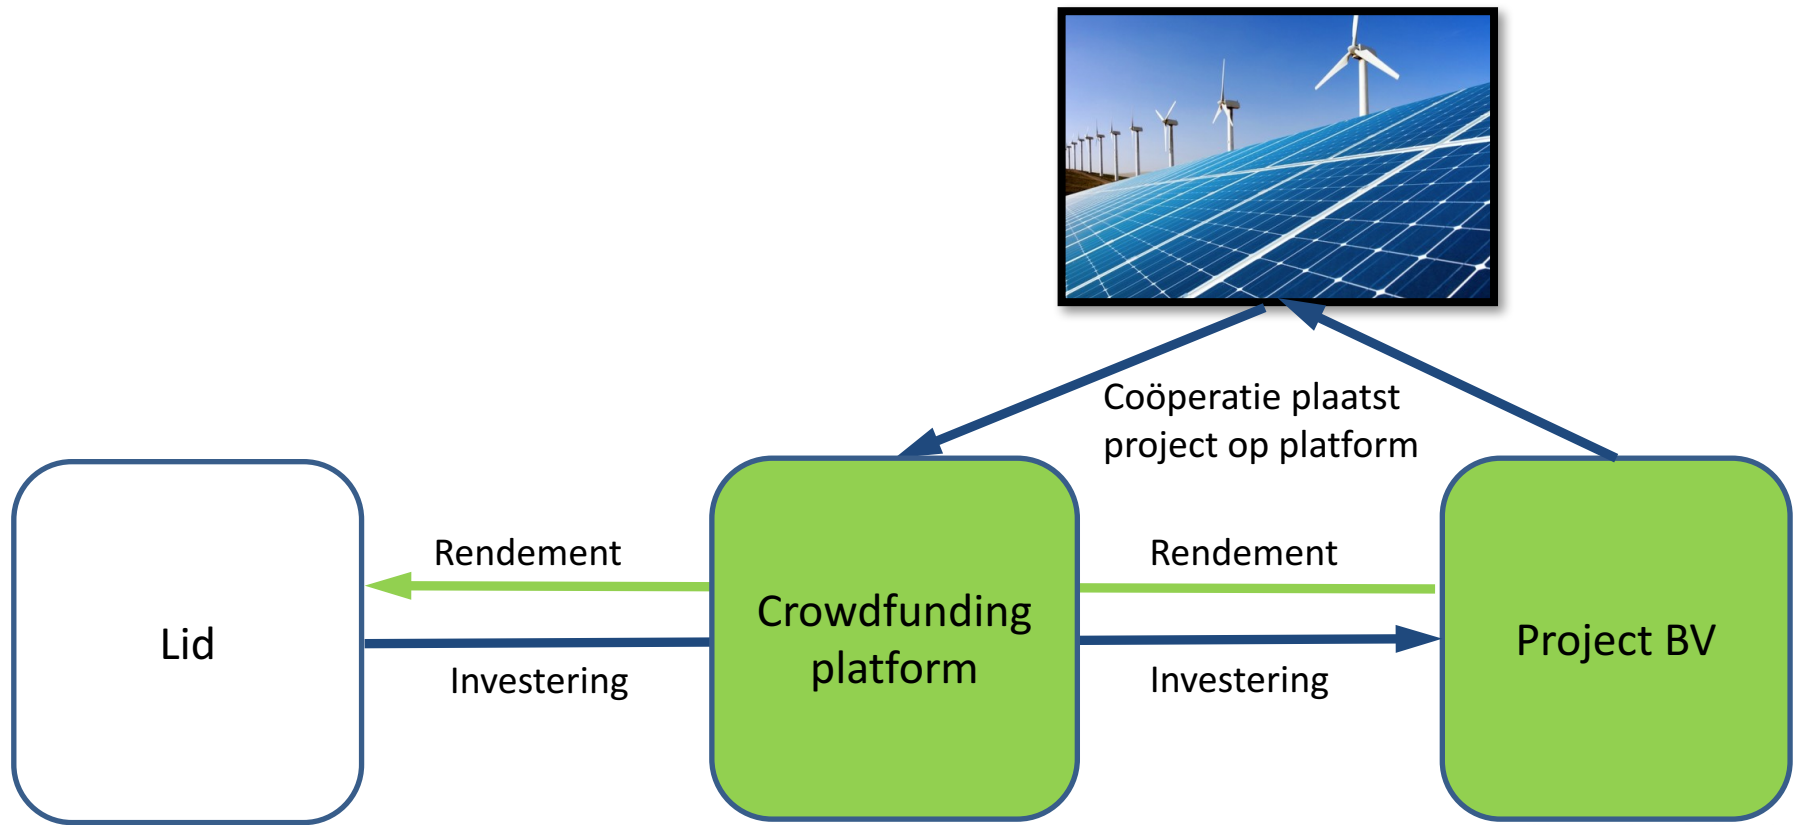 Coöperatie plaatst
project op platform
Rendement
Rendement
Lid
Crowdfunding
platform
Project BV
Investering
Investering